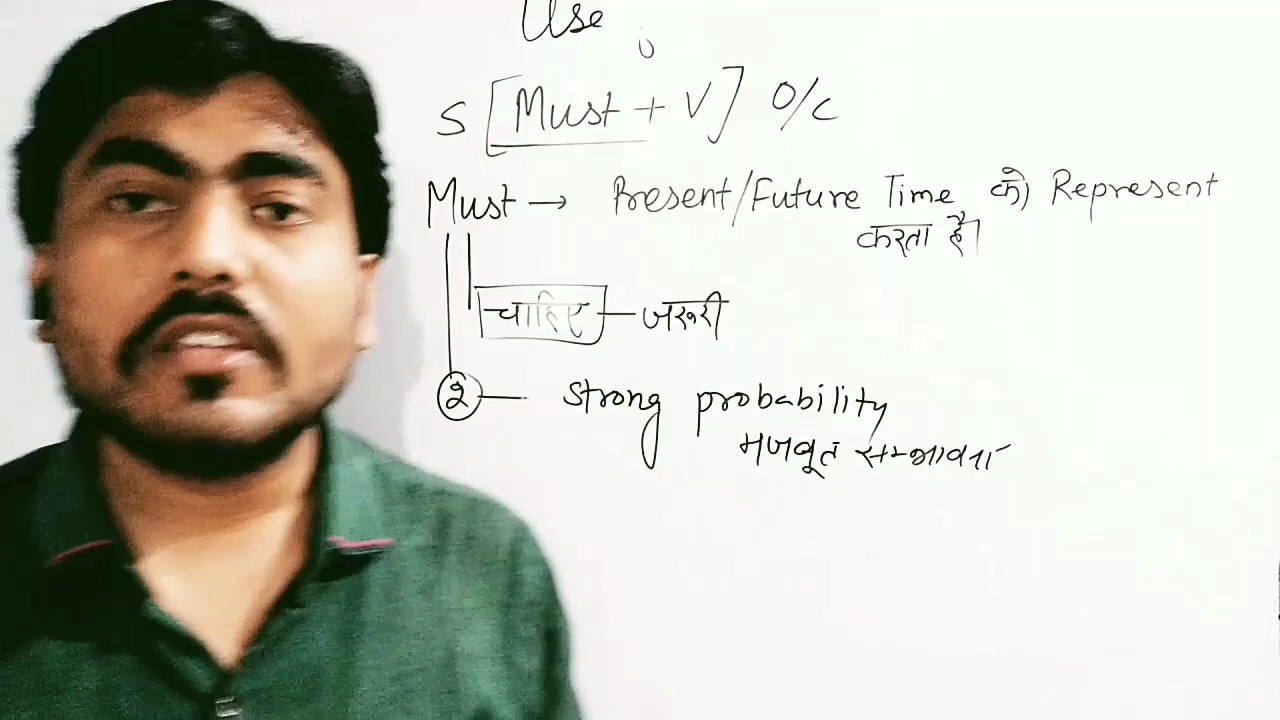 Use
S [Must + V] O/C
Must → Present/Future Time को Represent
करता है।
चाहिए — जरूरी
2 — Strong probability
मजबूत सम्भावना